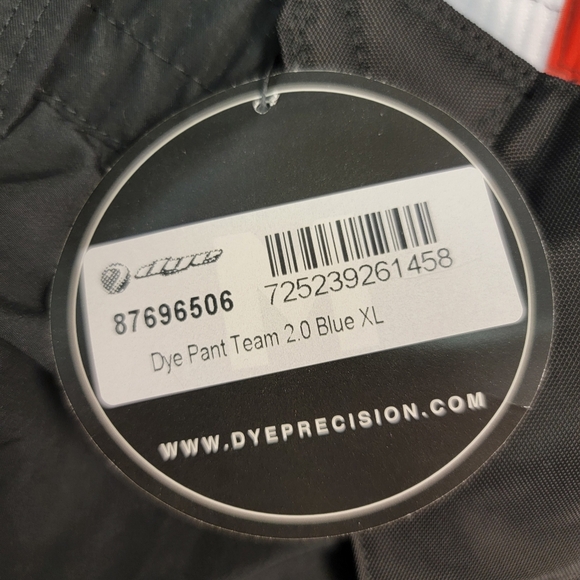 dye
87696506
725239261458
Dye Pant Team 2.0 Blue XL
WWW.DYEPRECISION.COM